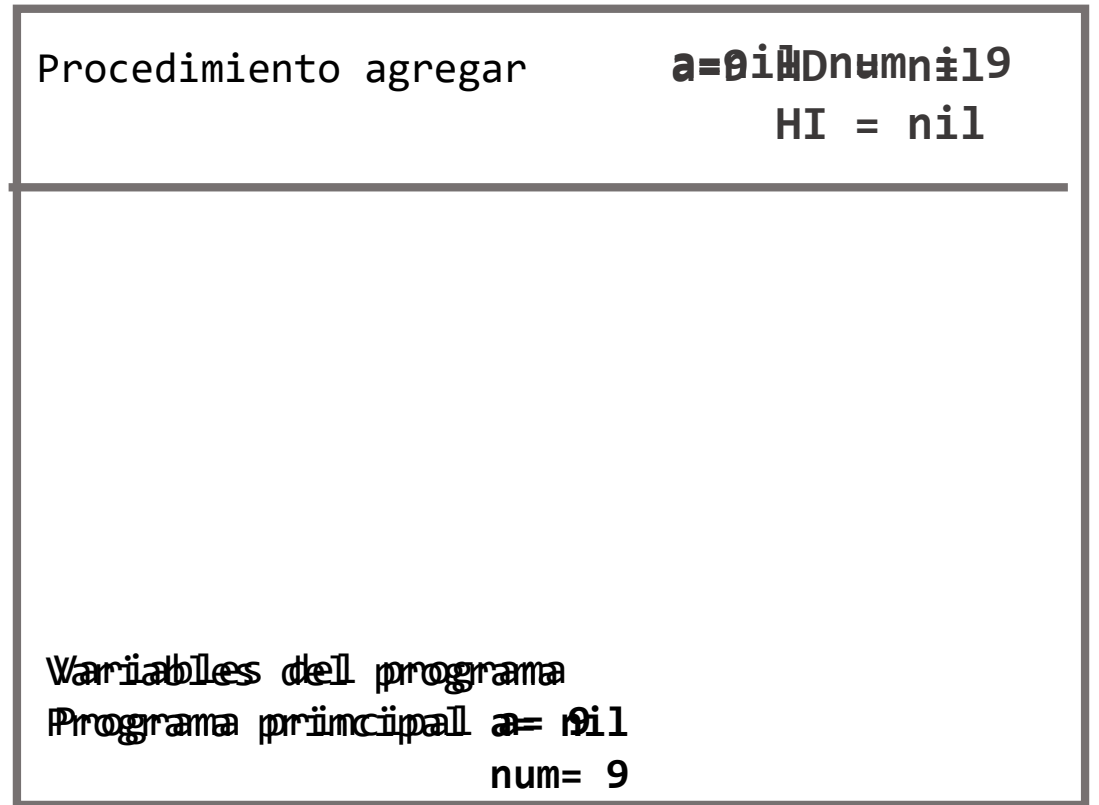 Procedimiento agregar
HI = nil
Variables del programa
Programa principal
num= 9